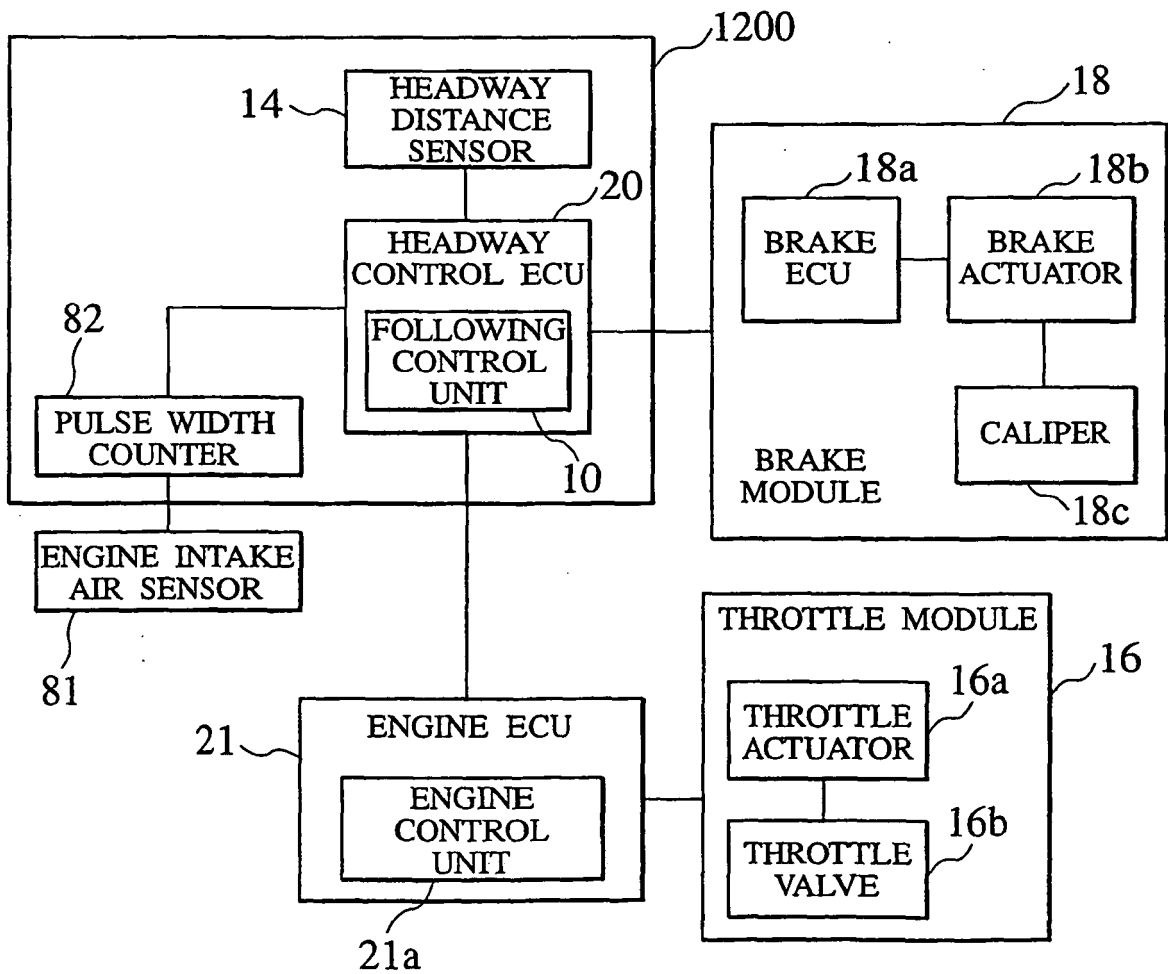 1200
14
HEADWAY
DISTANCE
SENSOR
18
20
HEADWAY
CONTROL ECU
FOLLOWING
CONTROL
UNIT
10
82
PULSE WIDTH
COUNTER
ENGINE INTAKE
AIR SENSOR
81
18a
18b
BRAKE
ECU
BRAKE
ACTUATOR
CALIPER
18c
BRAKE
MODULE
THROTTLE MODULE
16
16a
THROTTLE
ACTUATOR
16b
THROTTLE
VALVE
21
ENGINE ECU
ENGINE
CONTROL
UNIT
21a